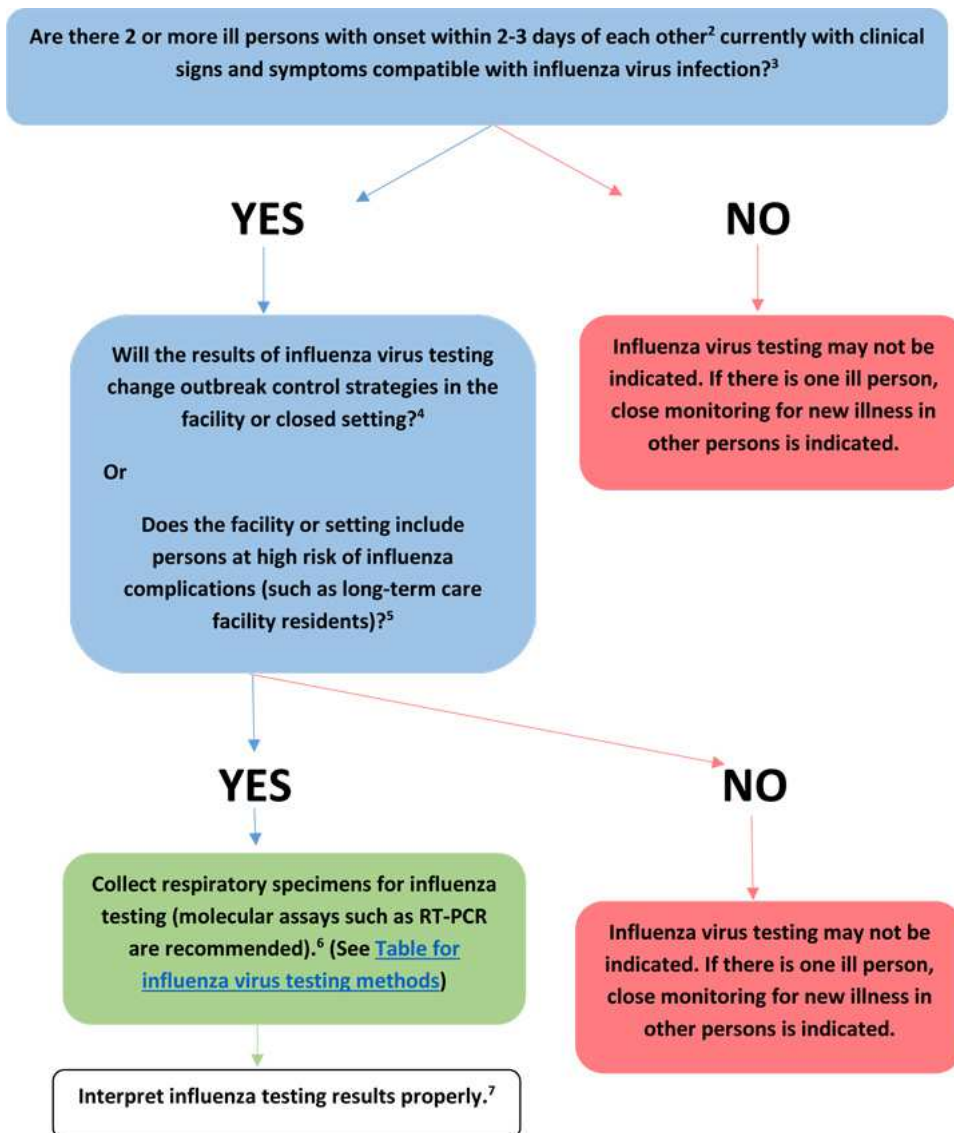 Are there 2 or more ill persons with onset within 2-3 days of each other² currently with clinical
signs and symptoms compatible with influenza virus infection?³
YES
NO
Will the results of influenza virus testing
change outbreak control strategies in the
facility or closed setting?⁴
Or
Does the facility or setting include
persons at high risk of influenza
complications (such as long-term care
facility residents)?⁵
Influenza virus testing may not be
indicated. If there is one ill person,
close monitoring for new illness in
other persons is indicated.
YES
NO
Collect respiratory specimens for influenza
testing (molecular assays such as RT-PCR
are recommended).⁶ (See Table for
influenza virus testing methods)
Influenza virus testing may not be
indicated. If there is one ill person,
close monitoring for new illness in
other persons is indicated.
Interpret influenza testing results properly.⁷